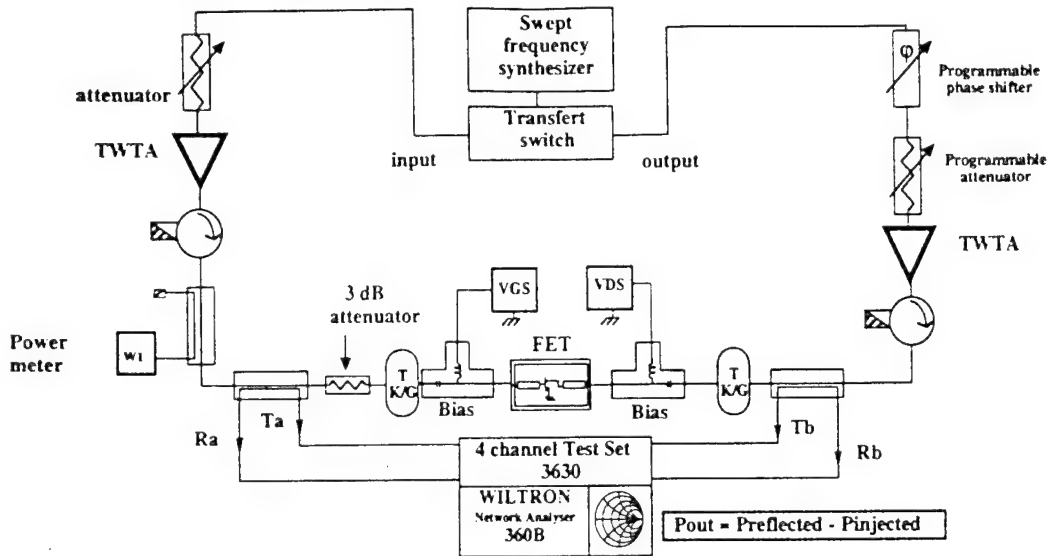 Swept
frequency
synthesizer
Transfert
switch
input
output
attenuator
TWTA
φ
Programmable
phase shifter
Programmable
attenuator
TWTA
Power
meter
W1
3 dB
attenuator
VGS
VDS
FET
T
K/G
Bias
Bias
T
K/G
Ra
Ta
Tb
Rb
4 channel Test Set
3630
WILTRON
Network Analyser
360B
Pout = Preflected - Pinjected